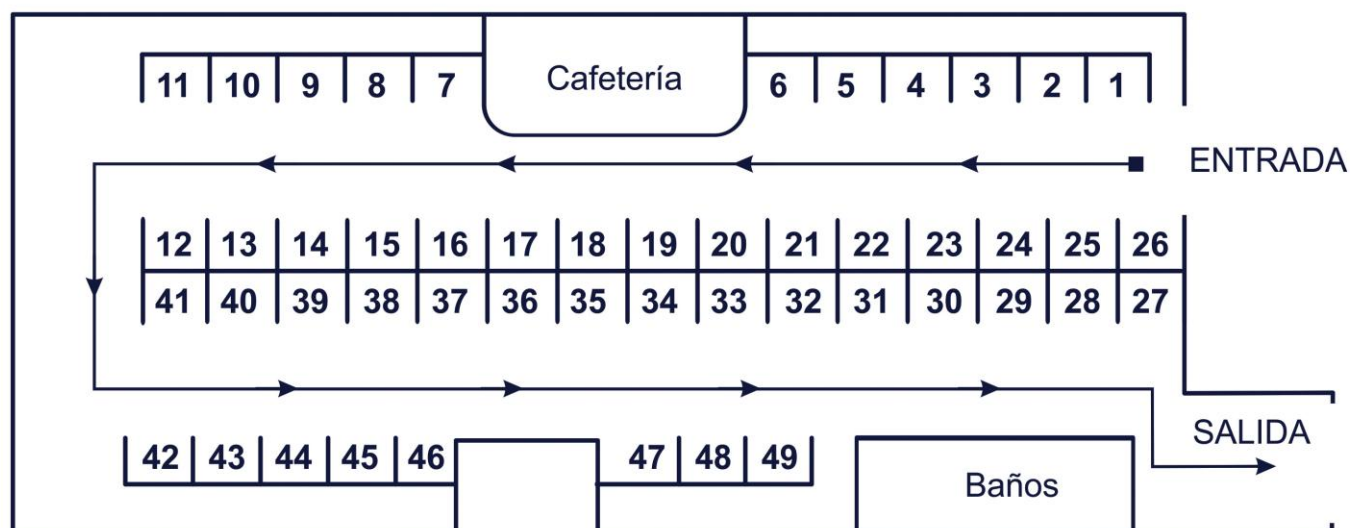 11 10 9 8 7 Cafetería 6 5 4 3 2 1
ENTRADA
12 13 14 15 16 17 18 19 20 21 22 23 24 25 26
41 40 39 38 37 36 35 34 33 32 31 30 29 28 27
SALIDA
42 43 44 45 46 47 48 49
Baños